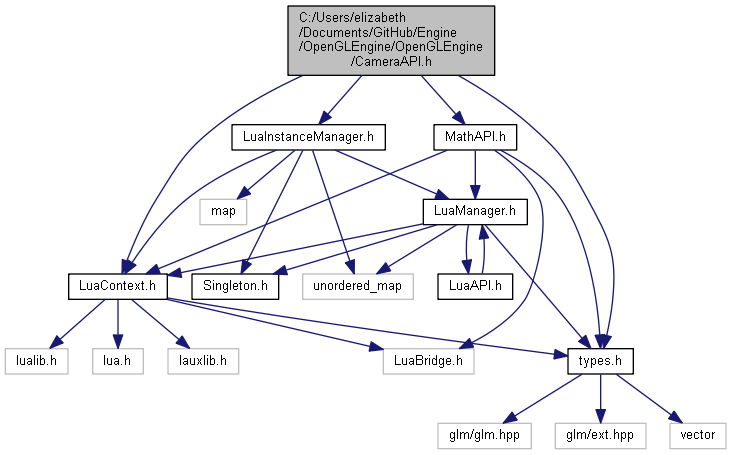 C:/Users/elizabeth
/Documents/GitHub/Engine
/OpenGLEngine/OpenGLEngine
/CameraAPI.h
LuaInstanceManager.h
MathAPI.h
map
LuaManager.h
LuaContext.h
Singleton.h
unordered_map
LuaAPI.h
lualib.h
lua.h
lauxlib.h
LuaBridge.h
types.h
glm/glm.hpp
glm/ext.hpp
vector